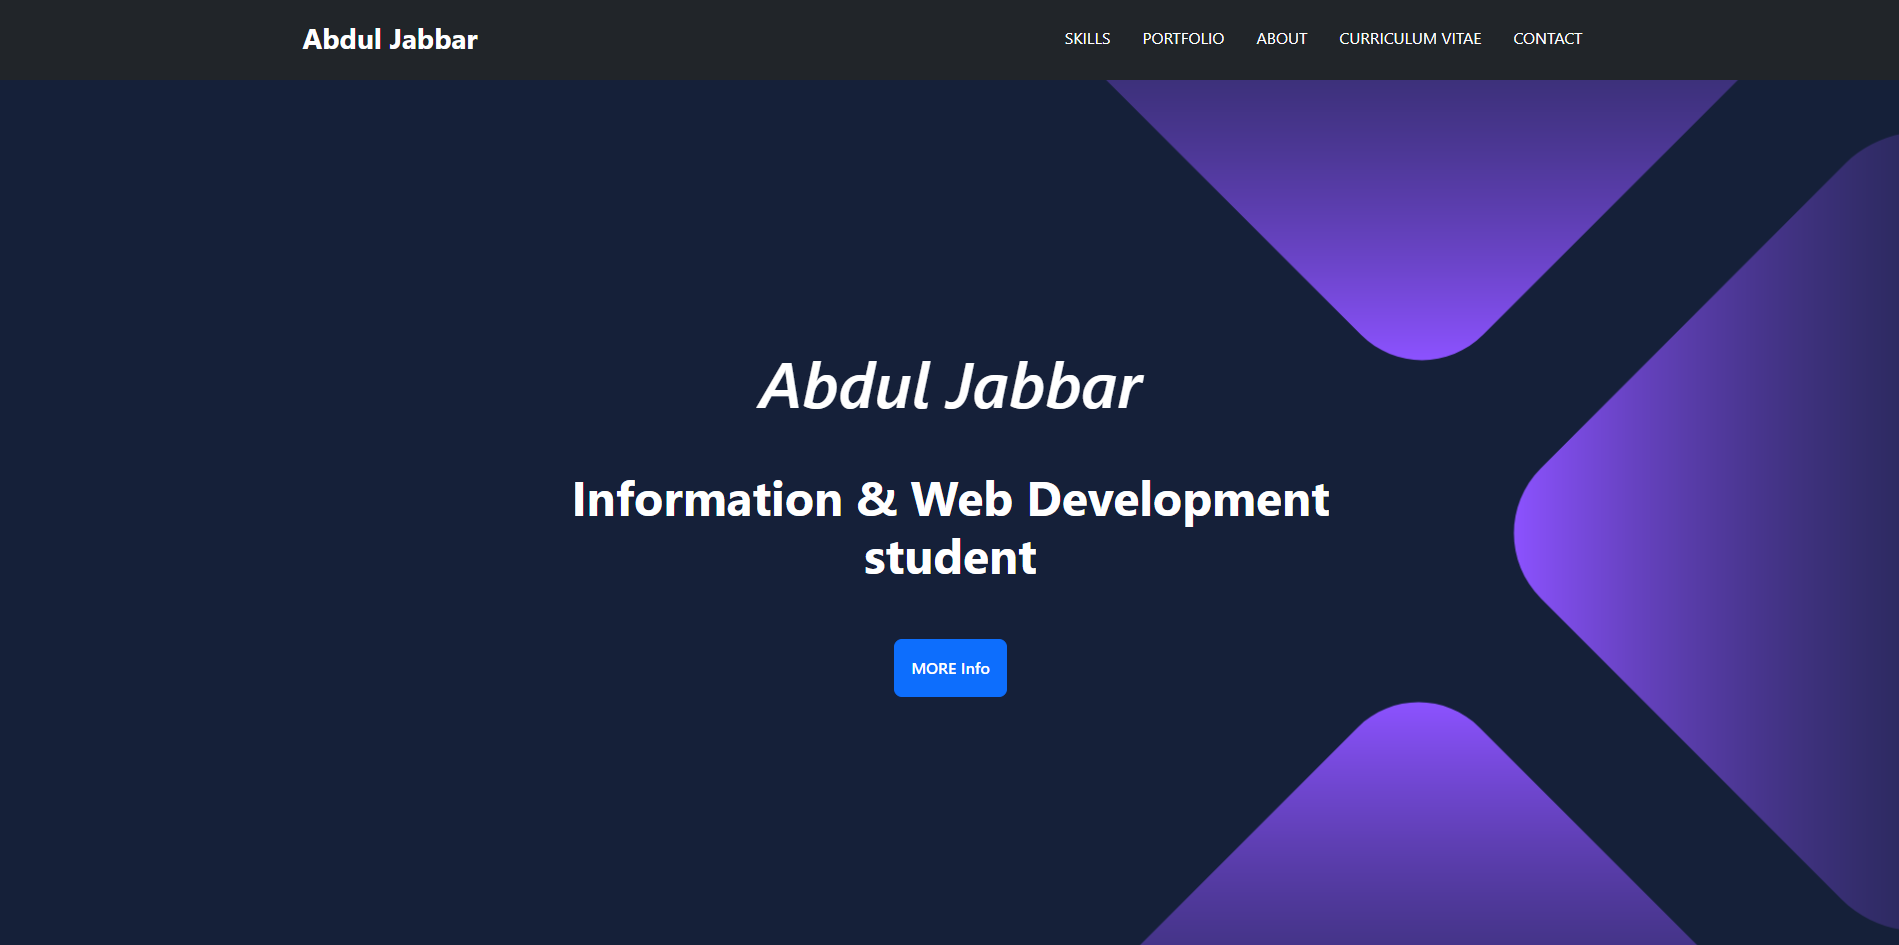 Abdul Jabbar
SKILLS PORTFOLIO ABOUT CURRICULUM VITAE CONTACT
Abdul Jabbar
Information & Web Development
student
MORE Info